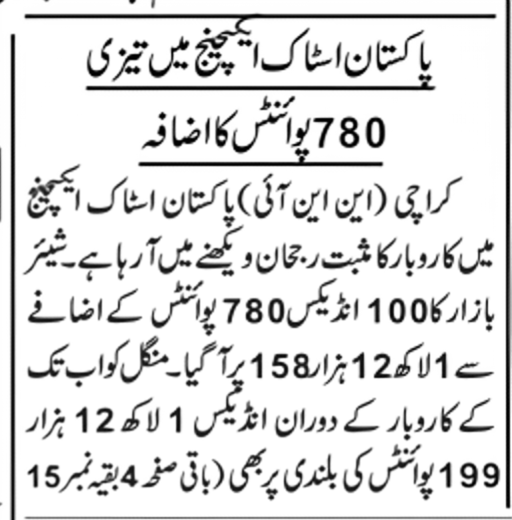 پاکستان اسٹاک ایکسچینج میں تیزی
780 پوائنٹس کا اضافہ
کراچی (این این آئی) پاکستان اسٹاک ایکسچینج
میں کاروبار کا مثبت رجحان دیکھنے میں آ رہا ہے۔ شیئر
بازار کا 100 انڈیکس 780 پوائنٹس کے اضافے
سے 1 لاکھ 12 ہزار 158 پر آ گیا۔ منگل کو اب تک
کے کاروبار کے دوران انڈیکس 1 لاکھ 12 ہزار
199 پوائنٹس کی بلندی پر بھی (باقی صفحہ 4 بقیہ نمبر 15